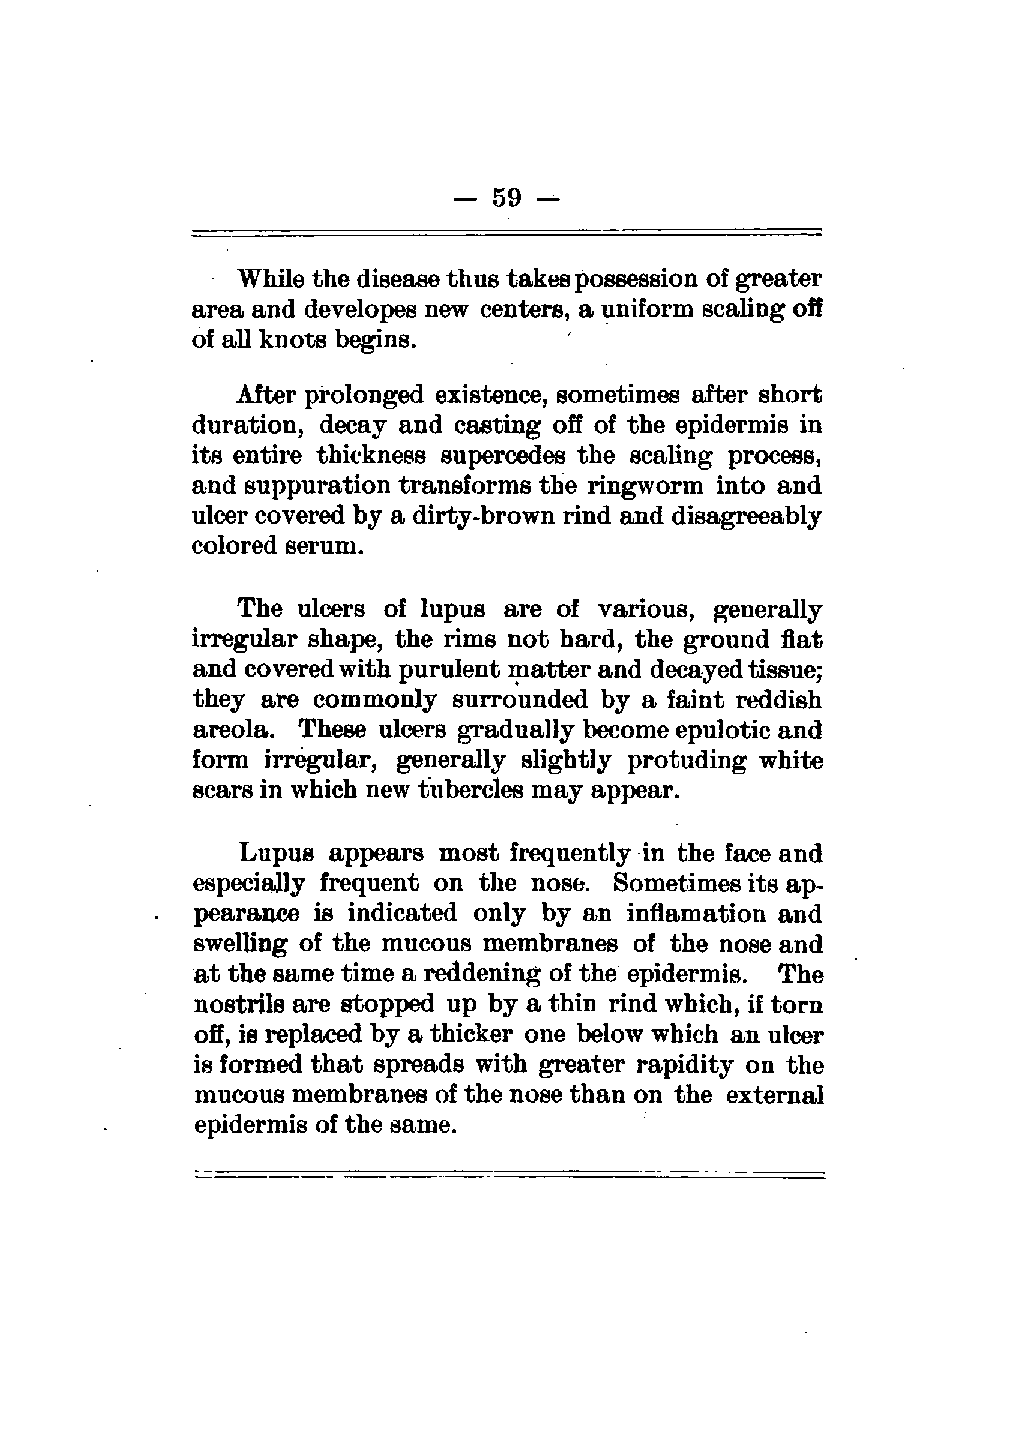 — 59 —
While the disease thus takes possession of greater
area and developes new centers, a uniform scaling off
of all knots begins.
After prolonged existence, sometimes after short
duration, decay and casting off of the epidermis in
its entire thickness supercedes the scaling process,
and suppuration transforms the ringworm into and
ulcer covered by a dirty-brown rind and disagreeably
colored serum.
The ulcers of lupus are of various, generally
irregular shape, the rims not hard, the ground flat
and covered with purulent matter and decayed tissue;
they are commonly surrounded by a faint reddish
areola. These ulcers gradually become epulotic and
form irregular, generally slightly protuding white
scars in which new tubercles may appear.
Lupus appears most frequently in the face and
especially frequent on the nose. Sometimes its ap-
pearance is indicated only by an inflamation and
swelling of the mucous membranes of the nose and
at the same time a reddening of the epidermis. The
nostrils are stopped up by a thin rind which, if torn
off, is replaced by a thicker one below which an ulcer
is formed that spreads with greater rapidity on the
mucous membranes of the nose than on the external
epidermis of the same.